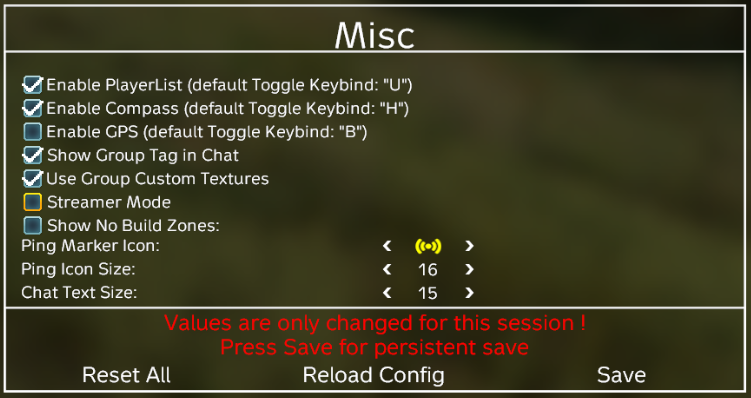 Misc
Enable PlayerList (default Toggle Keybind: "U")
Enable Compass (default Toggle Keybind: "H")
Enable GPS (default Toggle Keybind: "B")
Show Group Tag in Chat
Use Group Custom Textures
Streamer Mode
Show No Build Zones:
Ping Marker Icon:
Ping Icon Size: 16
Chat Text Size: 15
Values are only changed for this session !
Press Save for persistent save
Reset All Reload Config Save